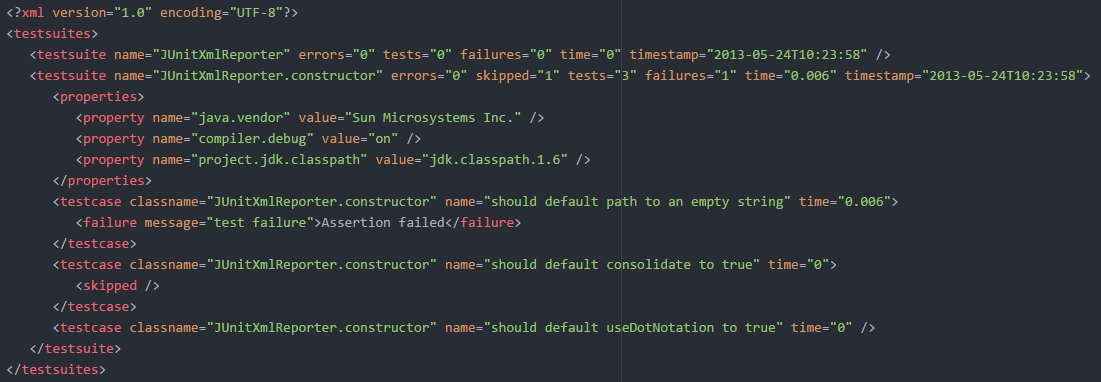 <?xml version="1.0" encoding="UTF-8"?>
<testsuites>
<testsuite name="JUnitXmlReporter" errors="0" tests="0" failures="0" time="0" timestamp="2013-05-24T10:23:58" />
<testsuite name="JUnitXmlReporter.constructor" errors="0" skipped="1" tests="3" failures="1" time="0.006" timestamp="2013-05-24T10:23:58">
<properties>
<property name="java.vendor" value="Sun Microsystems Inc." />
<property name="compiler.debug" value="on" />
<property name="project.jdk.classpath" value="jdk.classpath.1.6" />
</properties>
<testcase classname="JUnitXmlReporter.constructor" name="should default path to an empty string" time="0.006">
<failure message="test failure">Assertion failed</failure>
</testcase>
<testcase classname="JUnitXmlReporter.constructor" name="should default consolidate to true" time="0">
<skipped />
</testcase>
<testcase classname="JUnitXmlReporter.constructor" name="should default useDotNotation to true" time="0" />
</testsuite>
</testsuites>